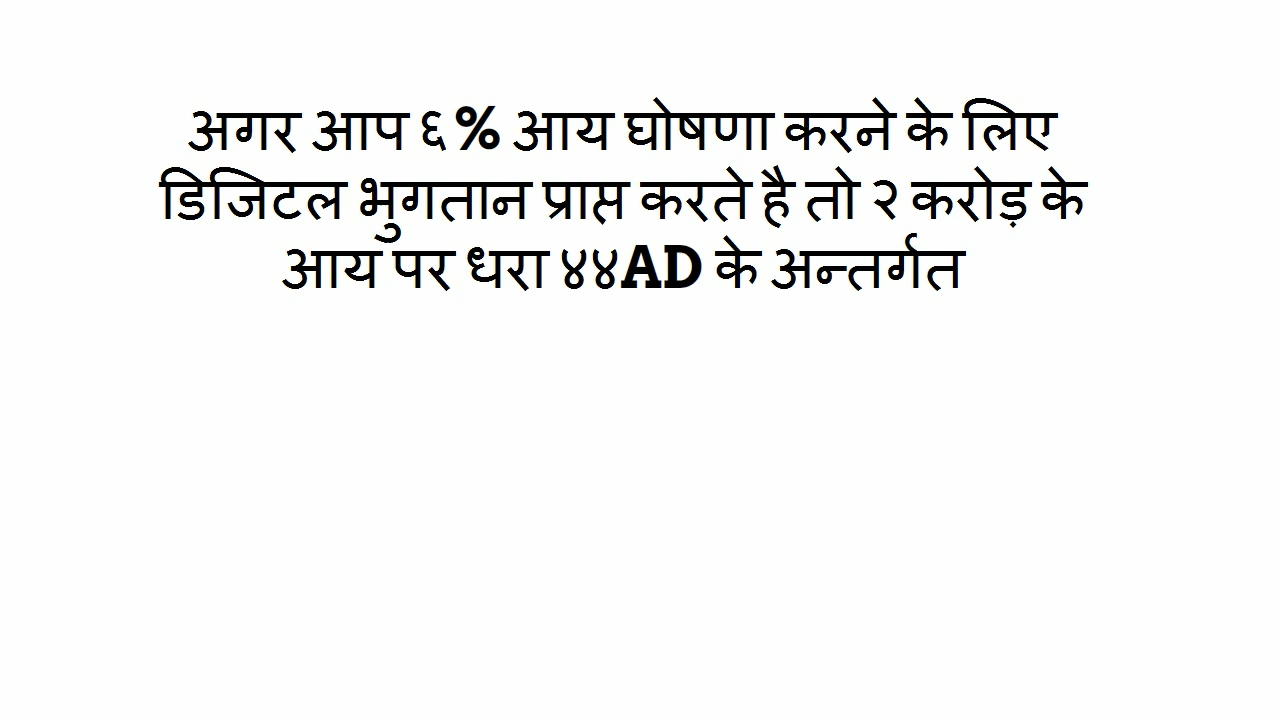 अगर आप ६% आय घोषणा करने के लिए
डिजिटल भुगतान प्राप्त करते है तो २ करोड़ के
आय पर धरा ४४AD के अन्तर्गत